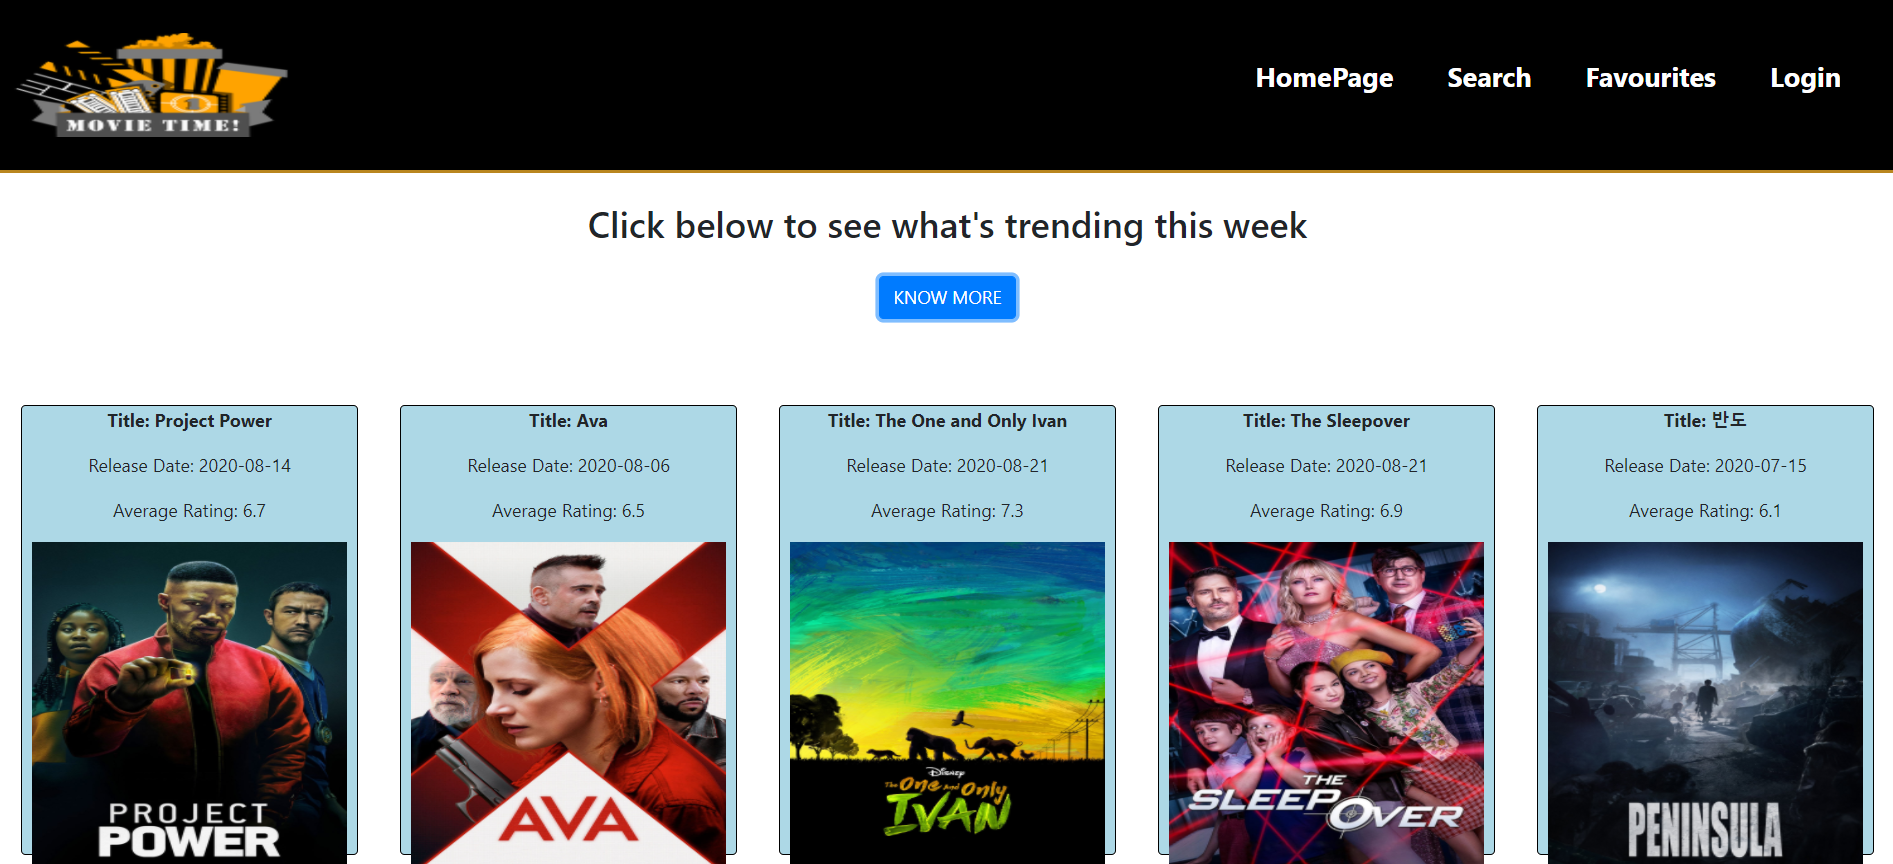 MOVIE TIME!
HomePage Search Favourites Login
Click below to see what's trending this week
KNOW MORE
Title: Project Power
Release Date: 2020-08-14
Average Rating: 6.7
PROJECT
POWER
Title: Ava
Release Date: 2020-08-06
Average Rating: 6.5
AVA
Title: The One and Only Ivan
Release Date: 2020-08-21
Average Rating: 7.3
Disney
The One and Only
IVAN
Title: The Sleepover
Release Date: 2020-08-21
Average Rating: 6.9
THE
SLEEPOVER
Title: 반도
Release Date: 2020-07-15
Average Rating: 6.1
PENINSULA